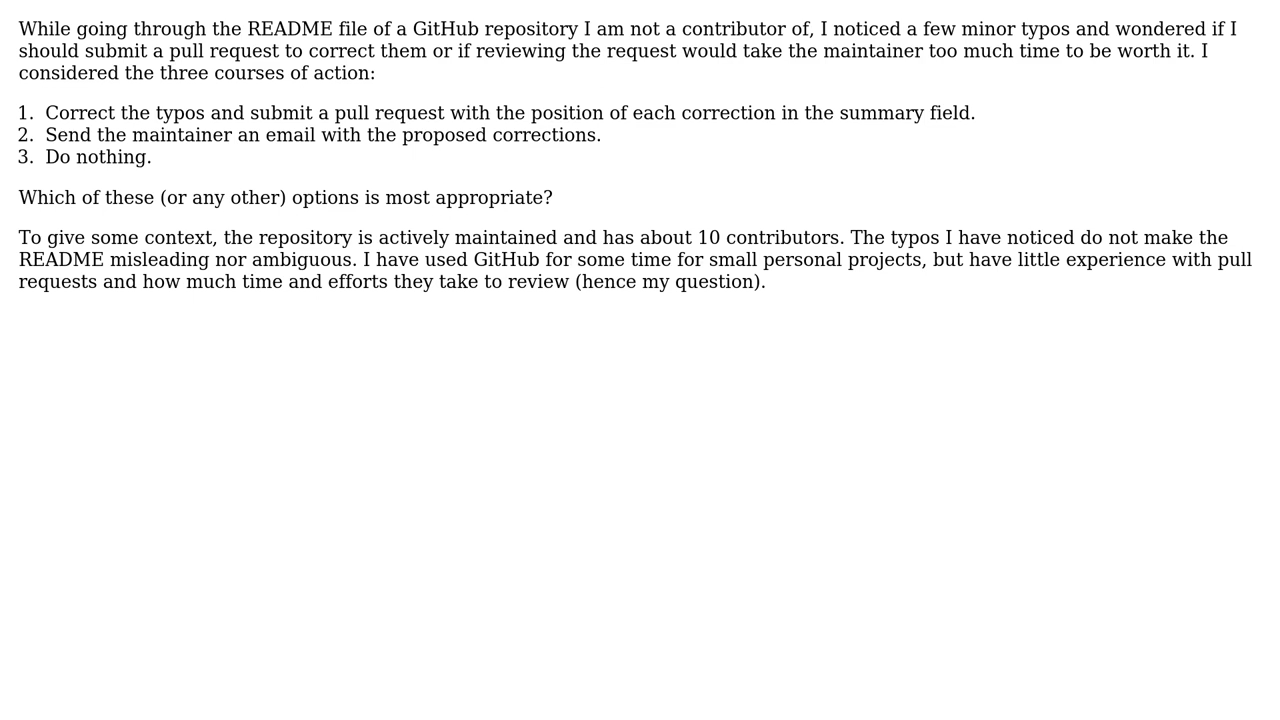 While going through the README file of a GitHub repository I am not a contributor of, I noticed a few minor typos and wondered if I
should submit a pull request to correct them or if reviewing the request would take the maintainer too much time to be worth it. I
considered the three courses of action:
1. Correct the typos and submit a pull request with the position of each correction in the summary field.
2. Send the maintainer an email with the proposed corrections.
3. Do nothing.
Which of these (or any other) options is most appropriate?
To give some context, the repository is actively maintained and has about 10 contributors. The typos I have noticed do not make the
README misleading nor ambiguous. I have used GitHub for some time for small personal projects, but have little experience with pull
requests and how much time and efforts they take to review (hence my question).